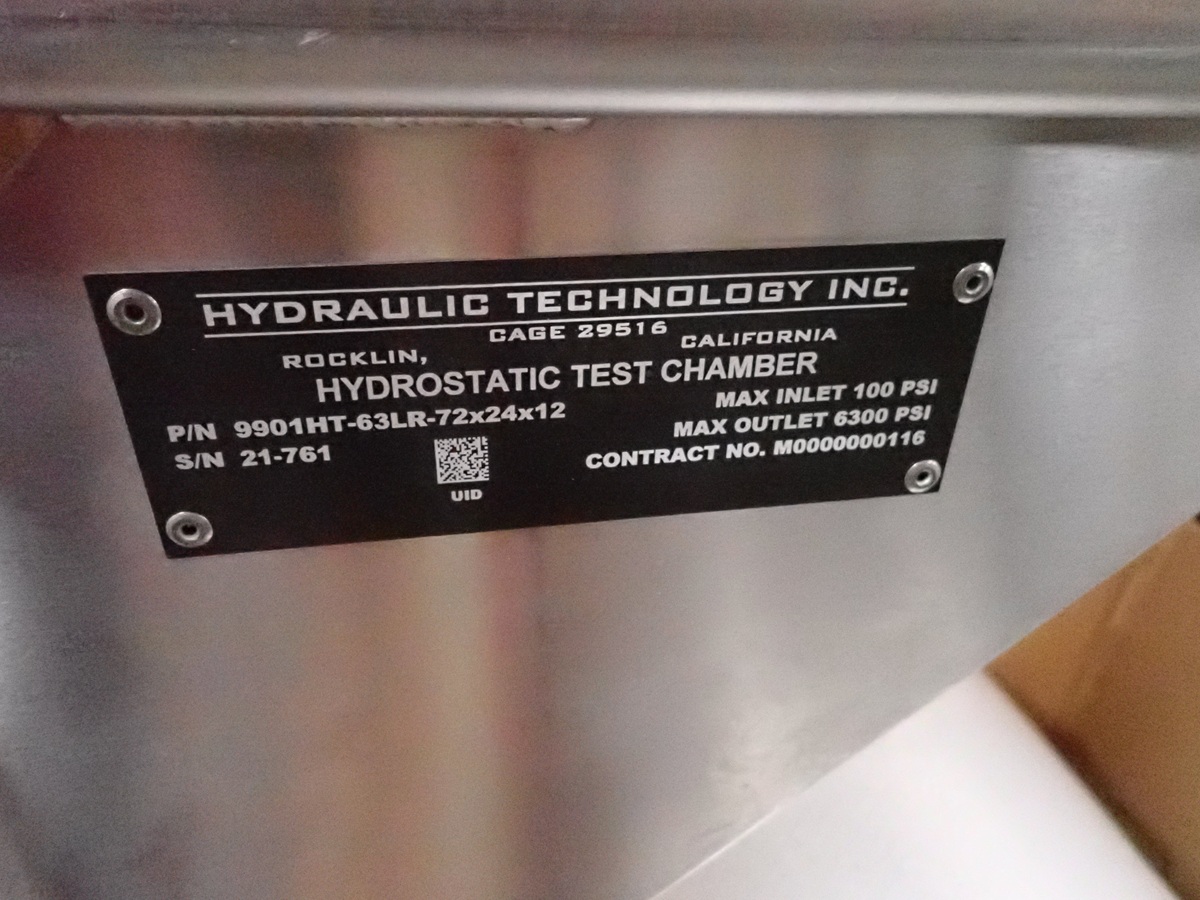 HYDRAULIC TECHNOLOGY INC.
CAGE 29516
ROCKLIN, CALIFORNIA
HYDROSTATIC TEST CHAMBER
P/N 9901HT-63LR-72x24x12
MAX INLET 100 PSI
S/N 21-761
MAX OUTLET 6300 PSI
CONTRACT NO. M0000000116
UID